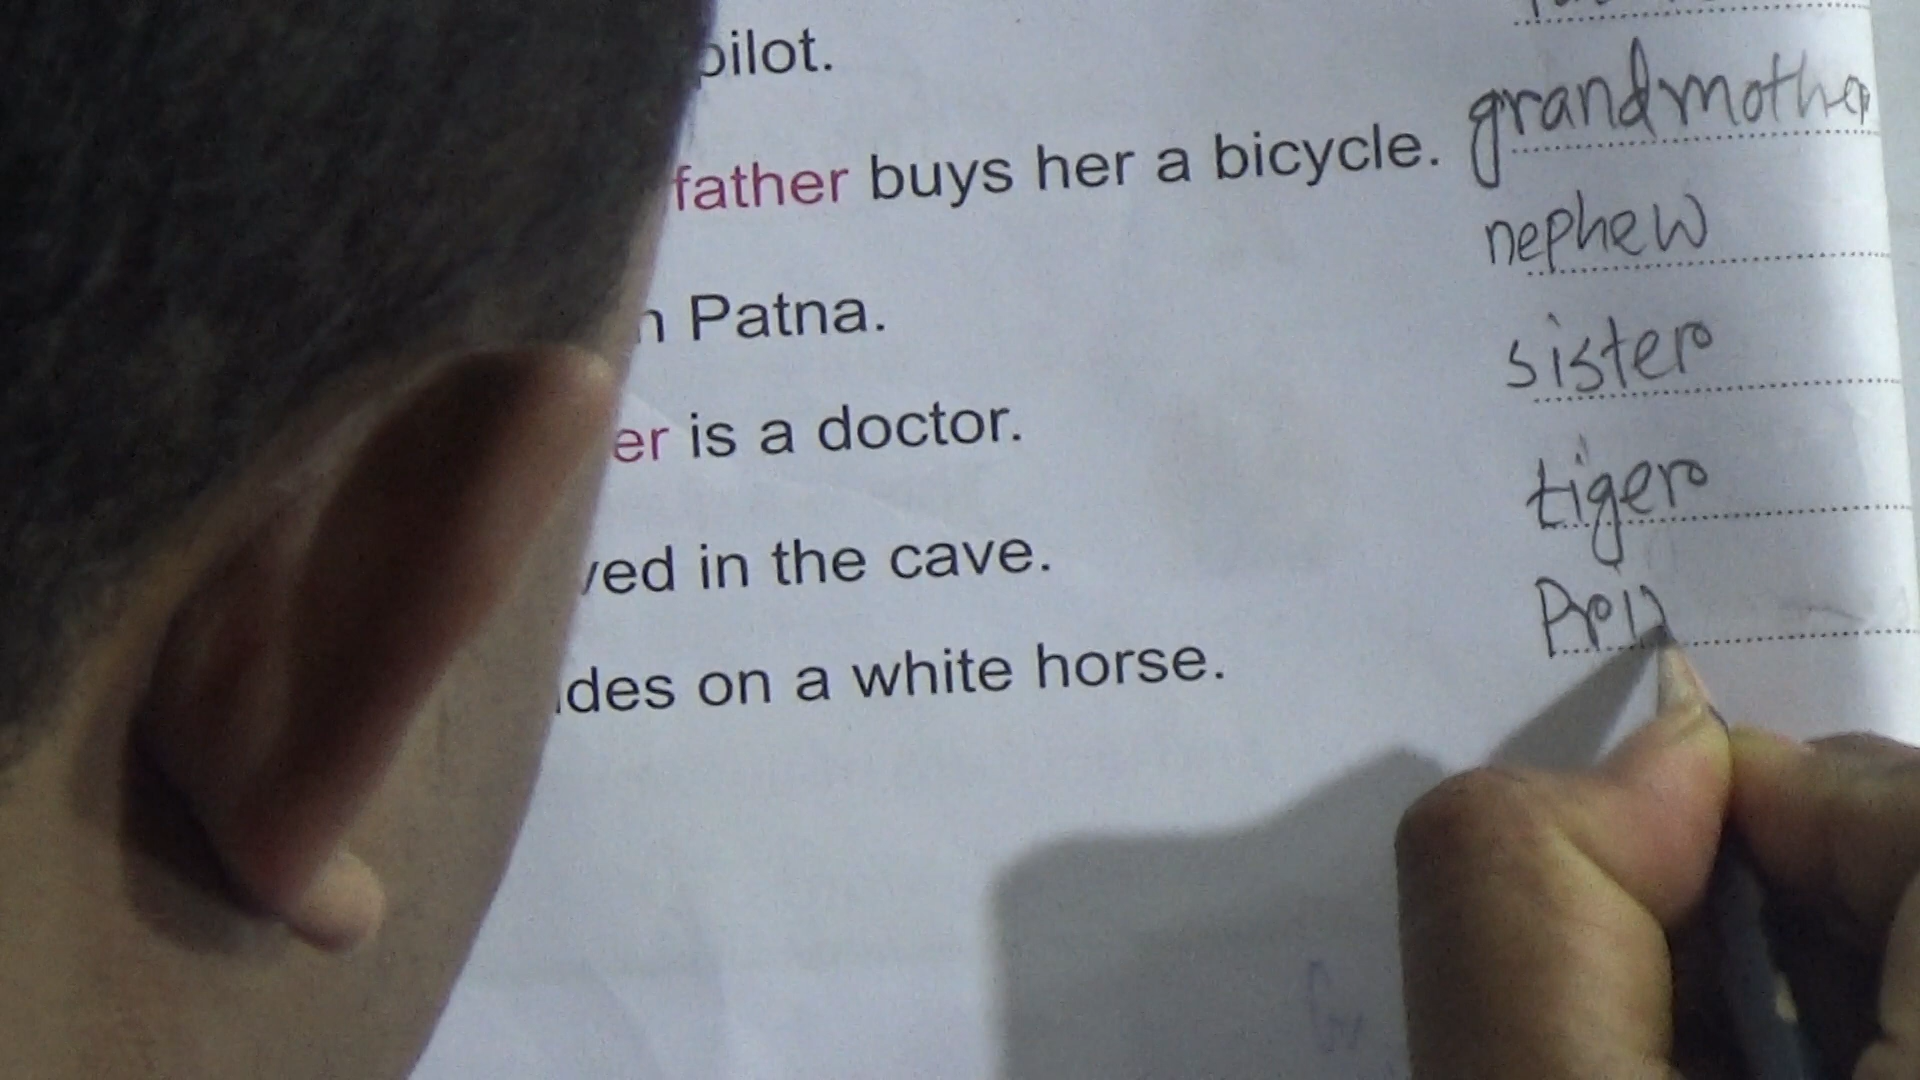 pilot.
grandmother
father buys her a bicycle.
nephew
Patna.
sister
er is a doctor.
tiger
ved in the cave.
Prin
des on a white horse.